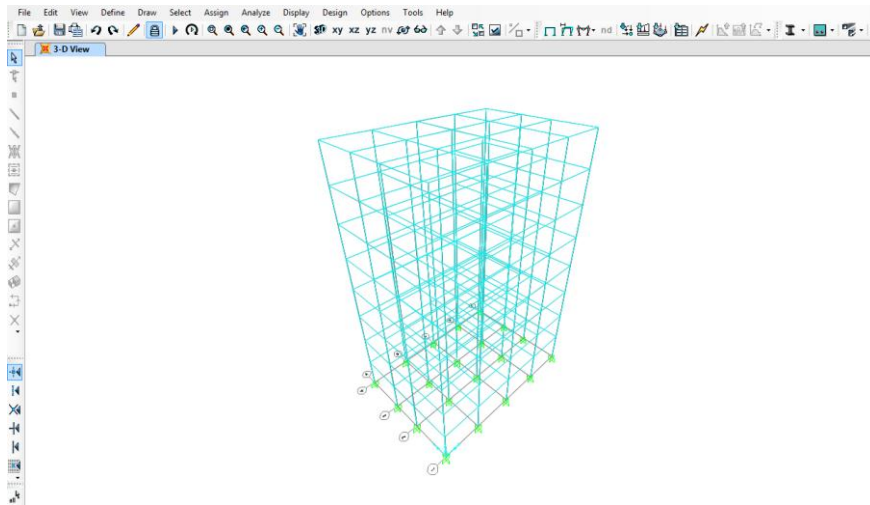 File Edit View Define Draw Select Assign Analyze Display Design Options Tools Help
xy xz yz nv nd
3-D View